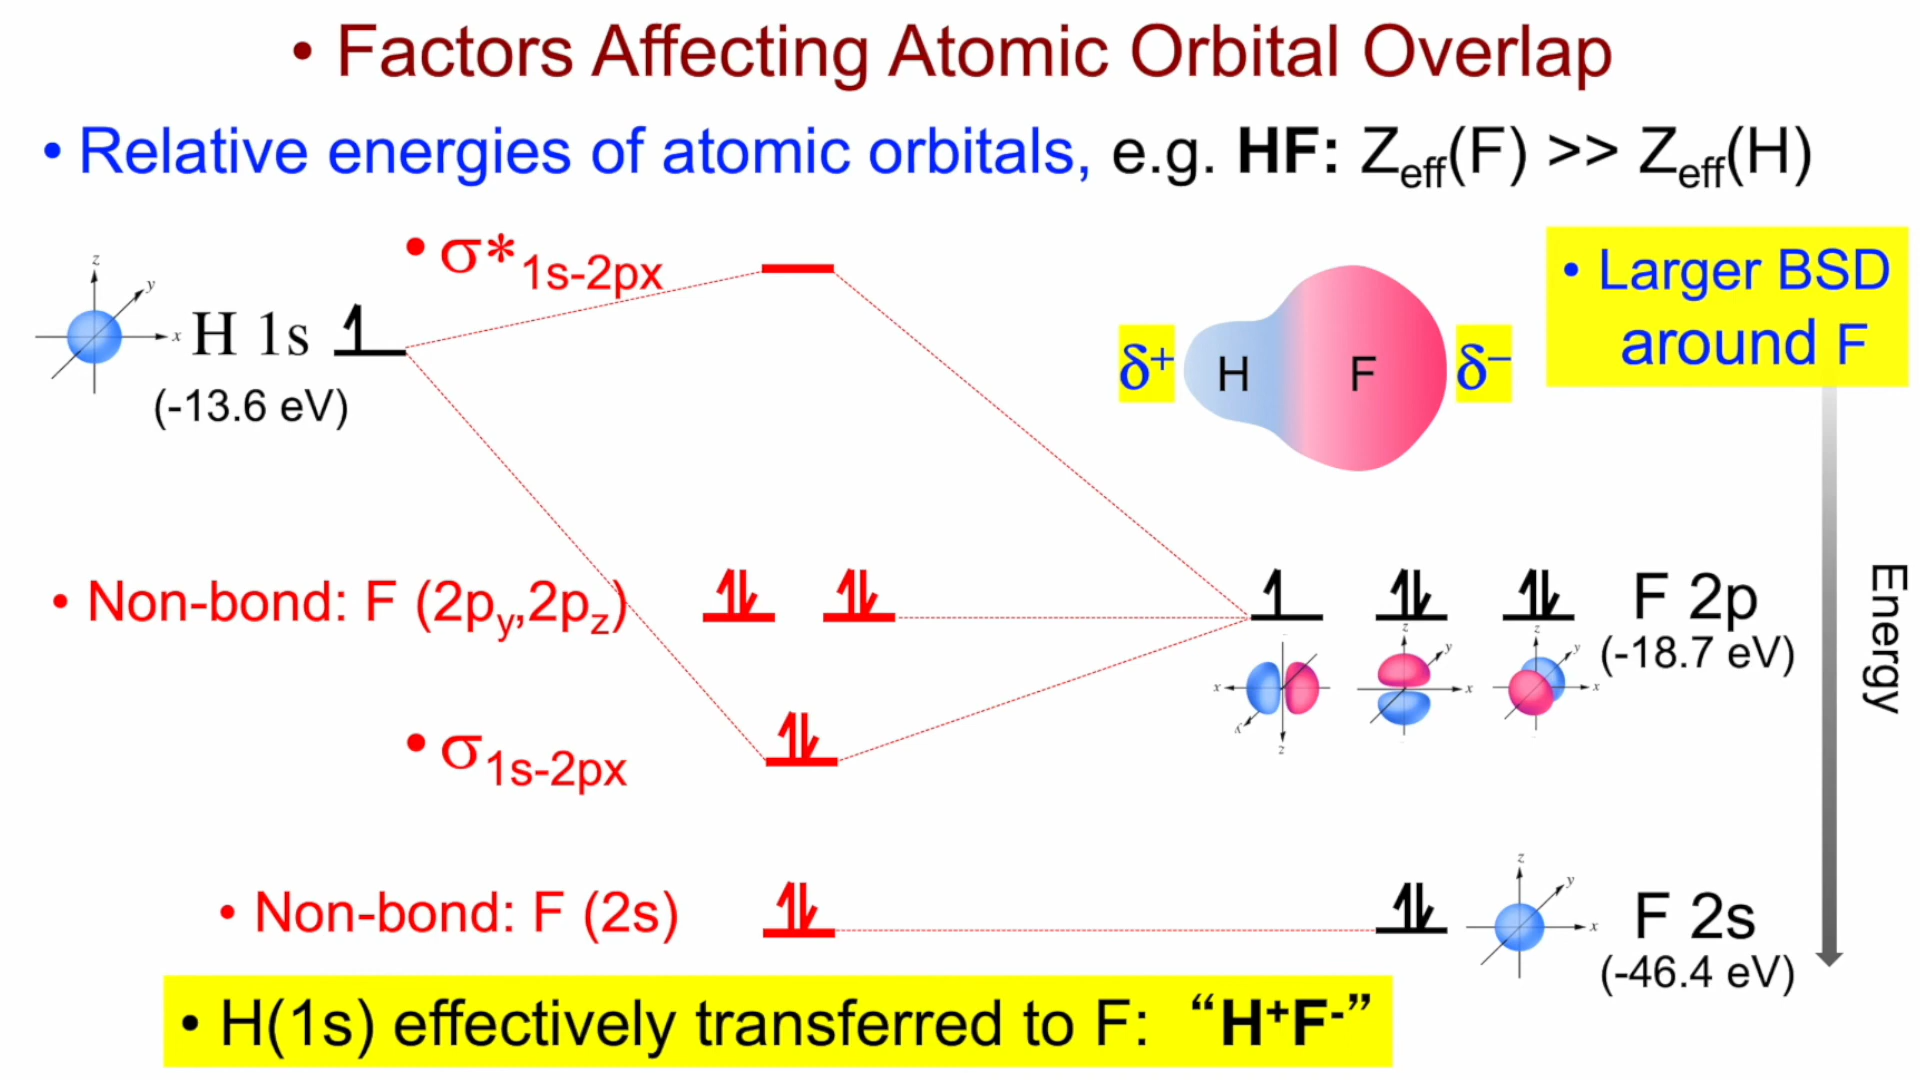 • Factors Affecting Atomic Orbital Overlap
• Relative energies of atomic orbitals, e.g. HF: Zeff(F) >> Zeff(H)
• σ*1s-2px
• Larger BSD
around F
z
y
x
H 1s
(-13.6 eV)
δ+
H
F
δ–
Energy
• Non-bond: F (2py,2pz)
F 2p
(-18.7 eV)
x
y
z
z
y
x
z
y
x
• σ1s-2px
• Non-bond: F (2s)
z
y
x
F 2s
(-46.4 eV)
• H(1s) effectively transferred to F: “H+F-”